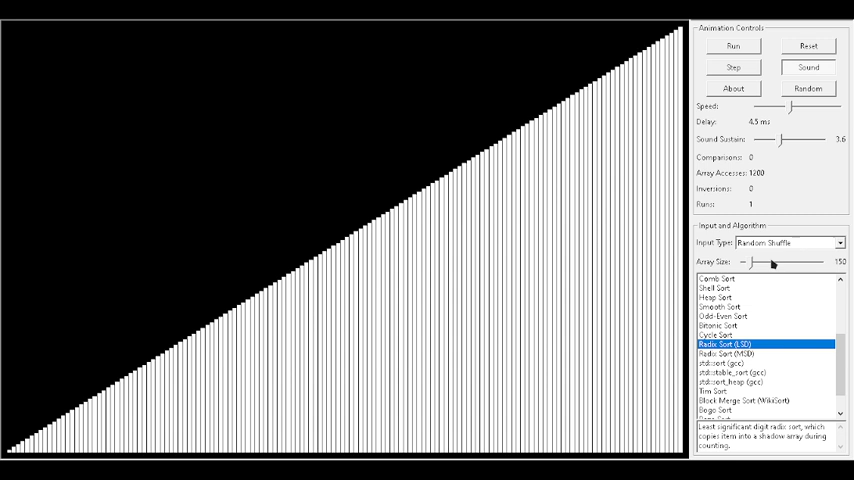 Animation Controls
Run Reset
Step Sound
About Random
Speed:
Delay: 4.5 ms
Sound Sustain: 3.6
Comparisons: 0
Array Accesses: 1200
Inversions: 0
Runs: 1
Input and Algorithm
Input Type: Random Shuffle
Array Size: 150
Comb Sort
Shell Sort
Heap Sort
Smooth Sort
Odd-Even Sort
Bitonic Sort
Cycle Sort
Radix Sort (LSD)
Radix Sort (MSD)
std::sort (gcc)
std::stable_sort (gcc)
std::sort_heap (gcc)
Tim Sort
Block Merge Sort (WikiSort)
Bogo Sort
Least significant digit radix sort, which
copies item into a shadow array during
counting.